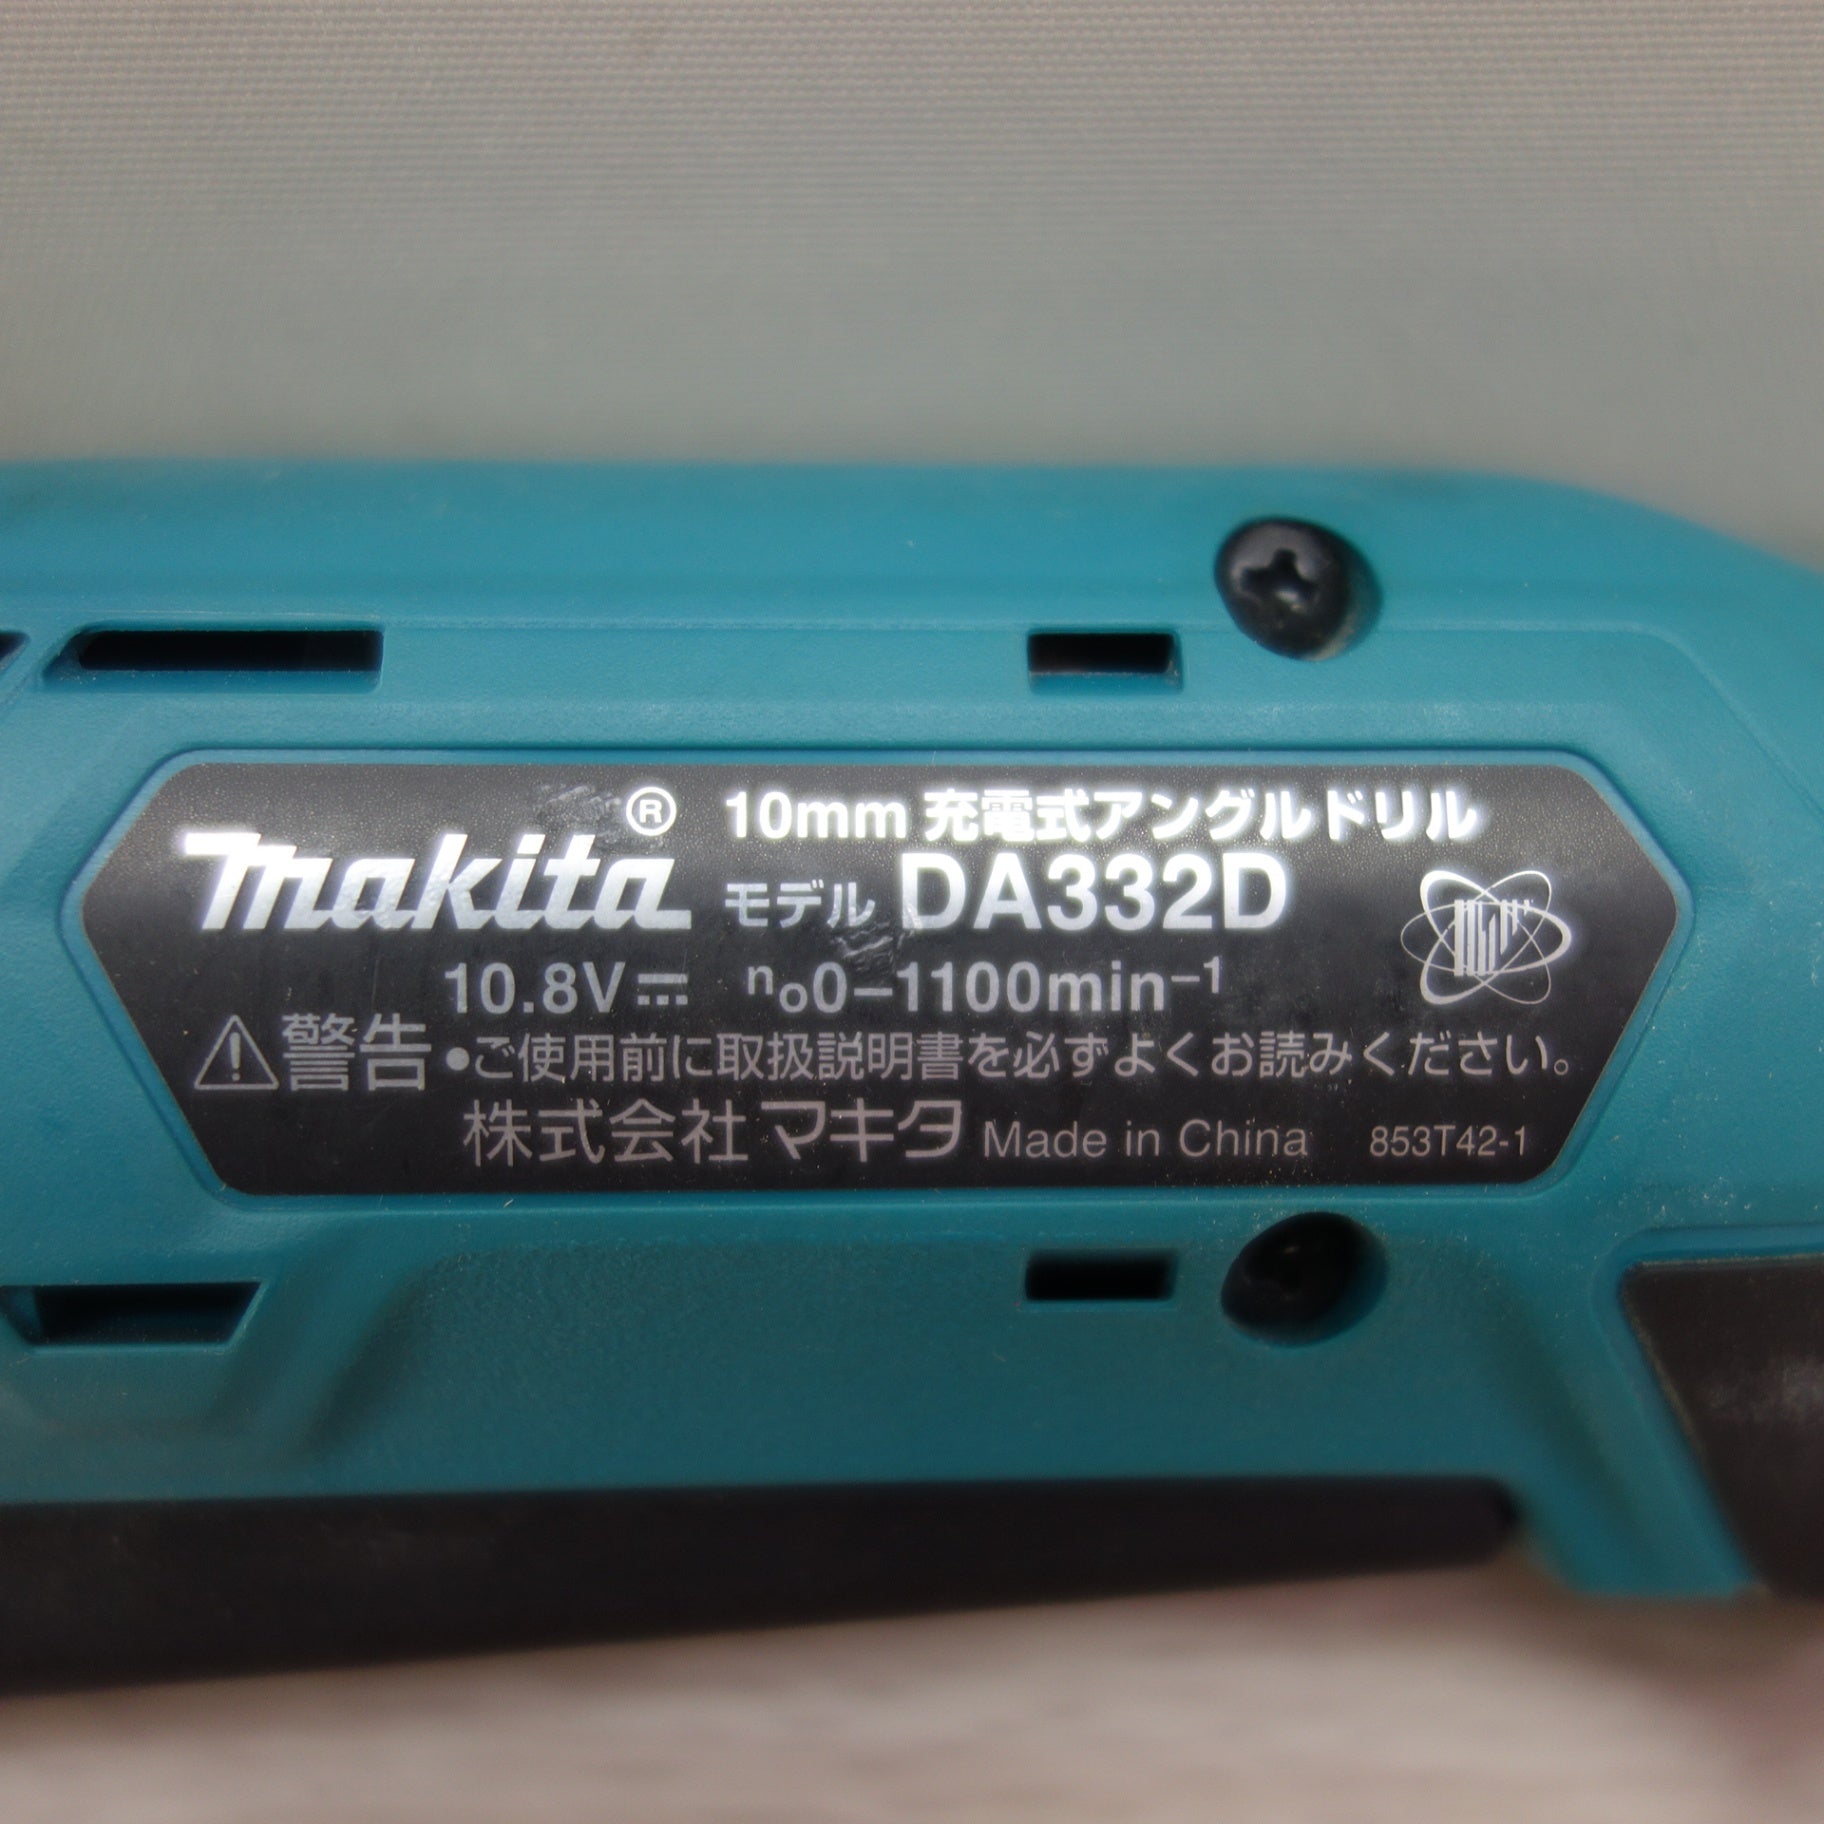 makita® 10mm 充電式アングルドリル
モデル DA332D
10.8V⎓ n₀0–1100min⁻¹
⚠警告 •ご使用前に取扱説明書を必ずよくお読みください。
株式会社マキタ Made in China 853T42-1